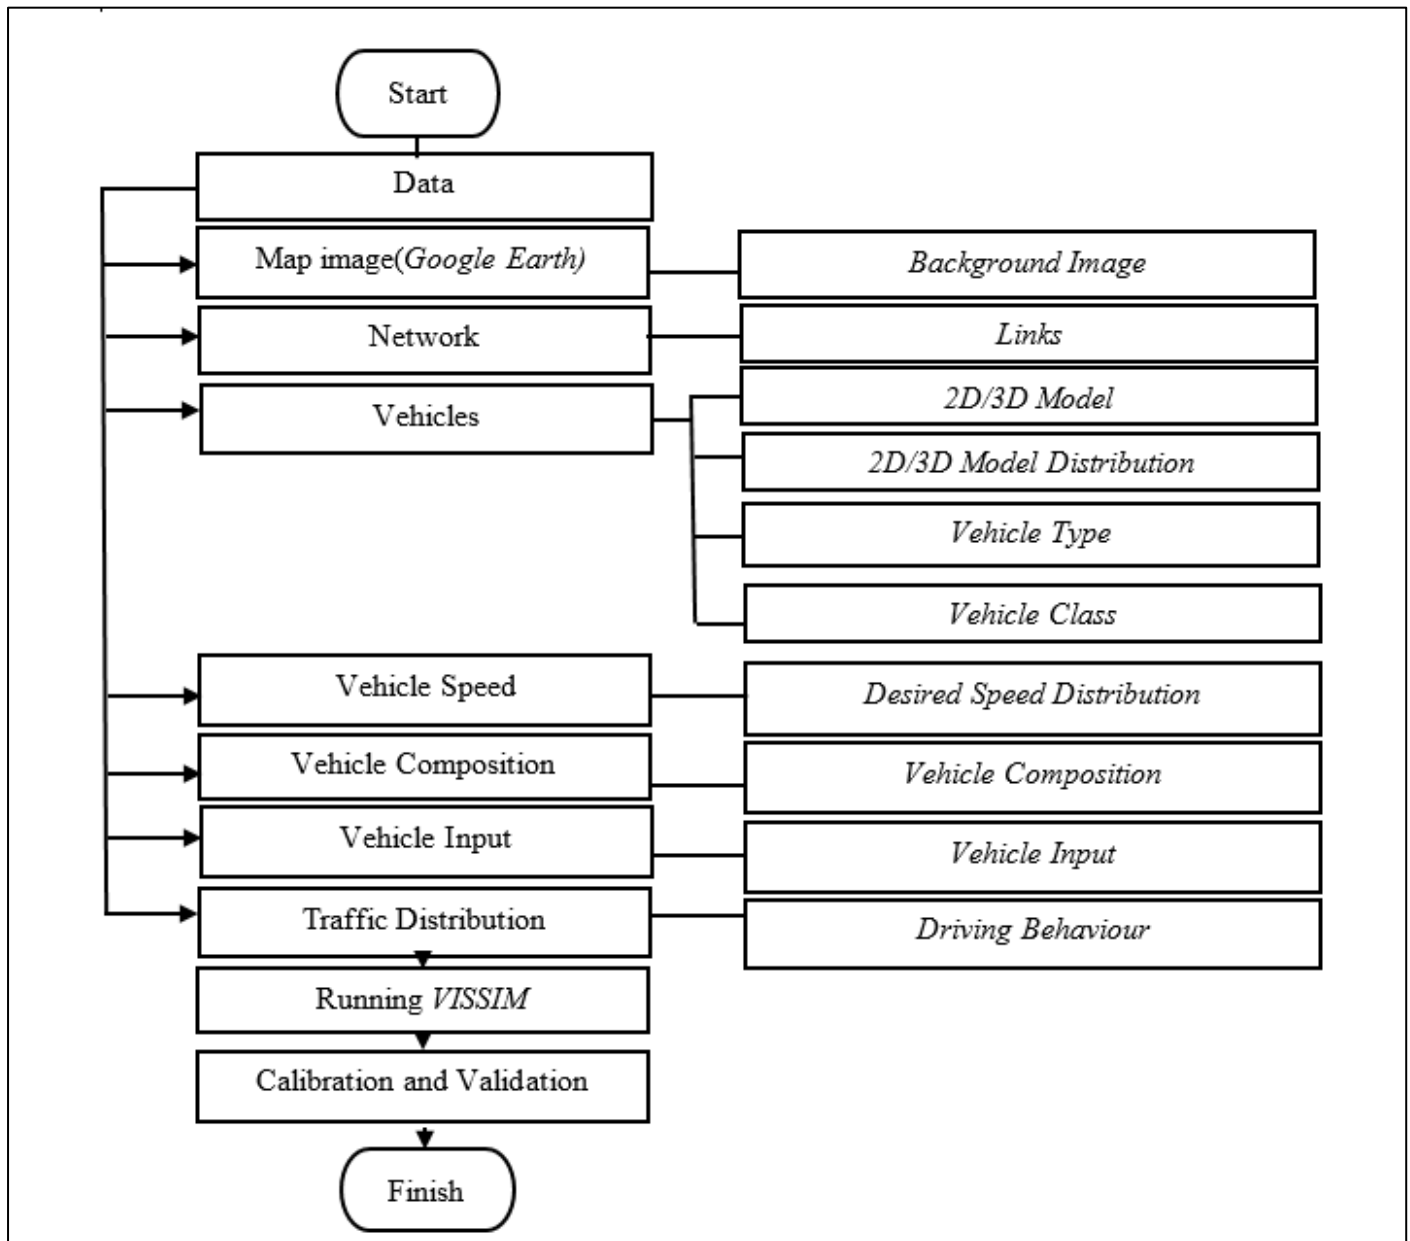 Start
Data
Map image(Google Earth)
Background Image
Network
Links
Vehicles
2D/3D Model
2D/3D Model Distribution
Vehicle Type
Vehicle Class
Vehicle Speed
Desired Speed Distribution
Vehicle Composition
Vehicle Composition
Vehicle Input
Vehicle Input
Traffic Distribution
Driving Behaviour
Running VISSIM
Calibration and Validation
Finish